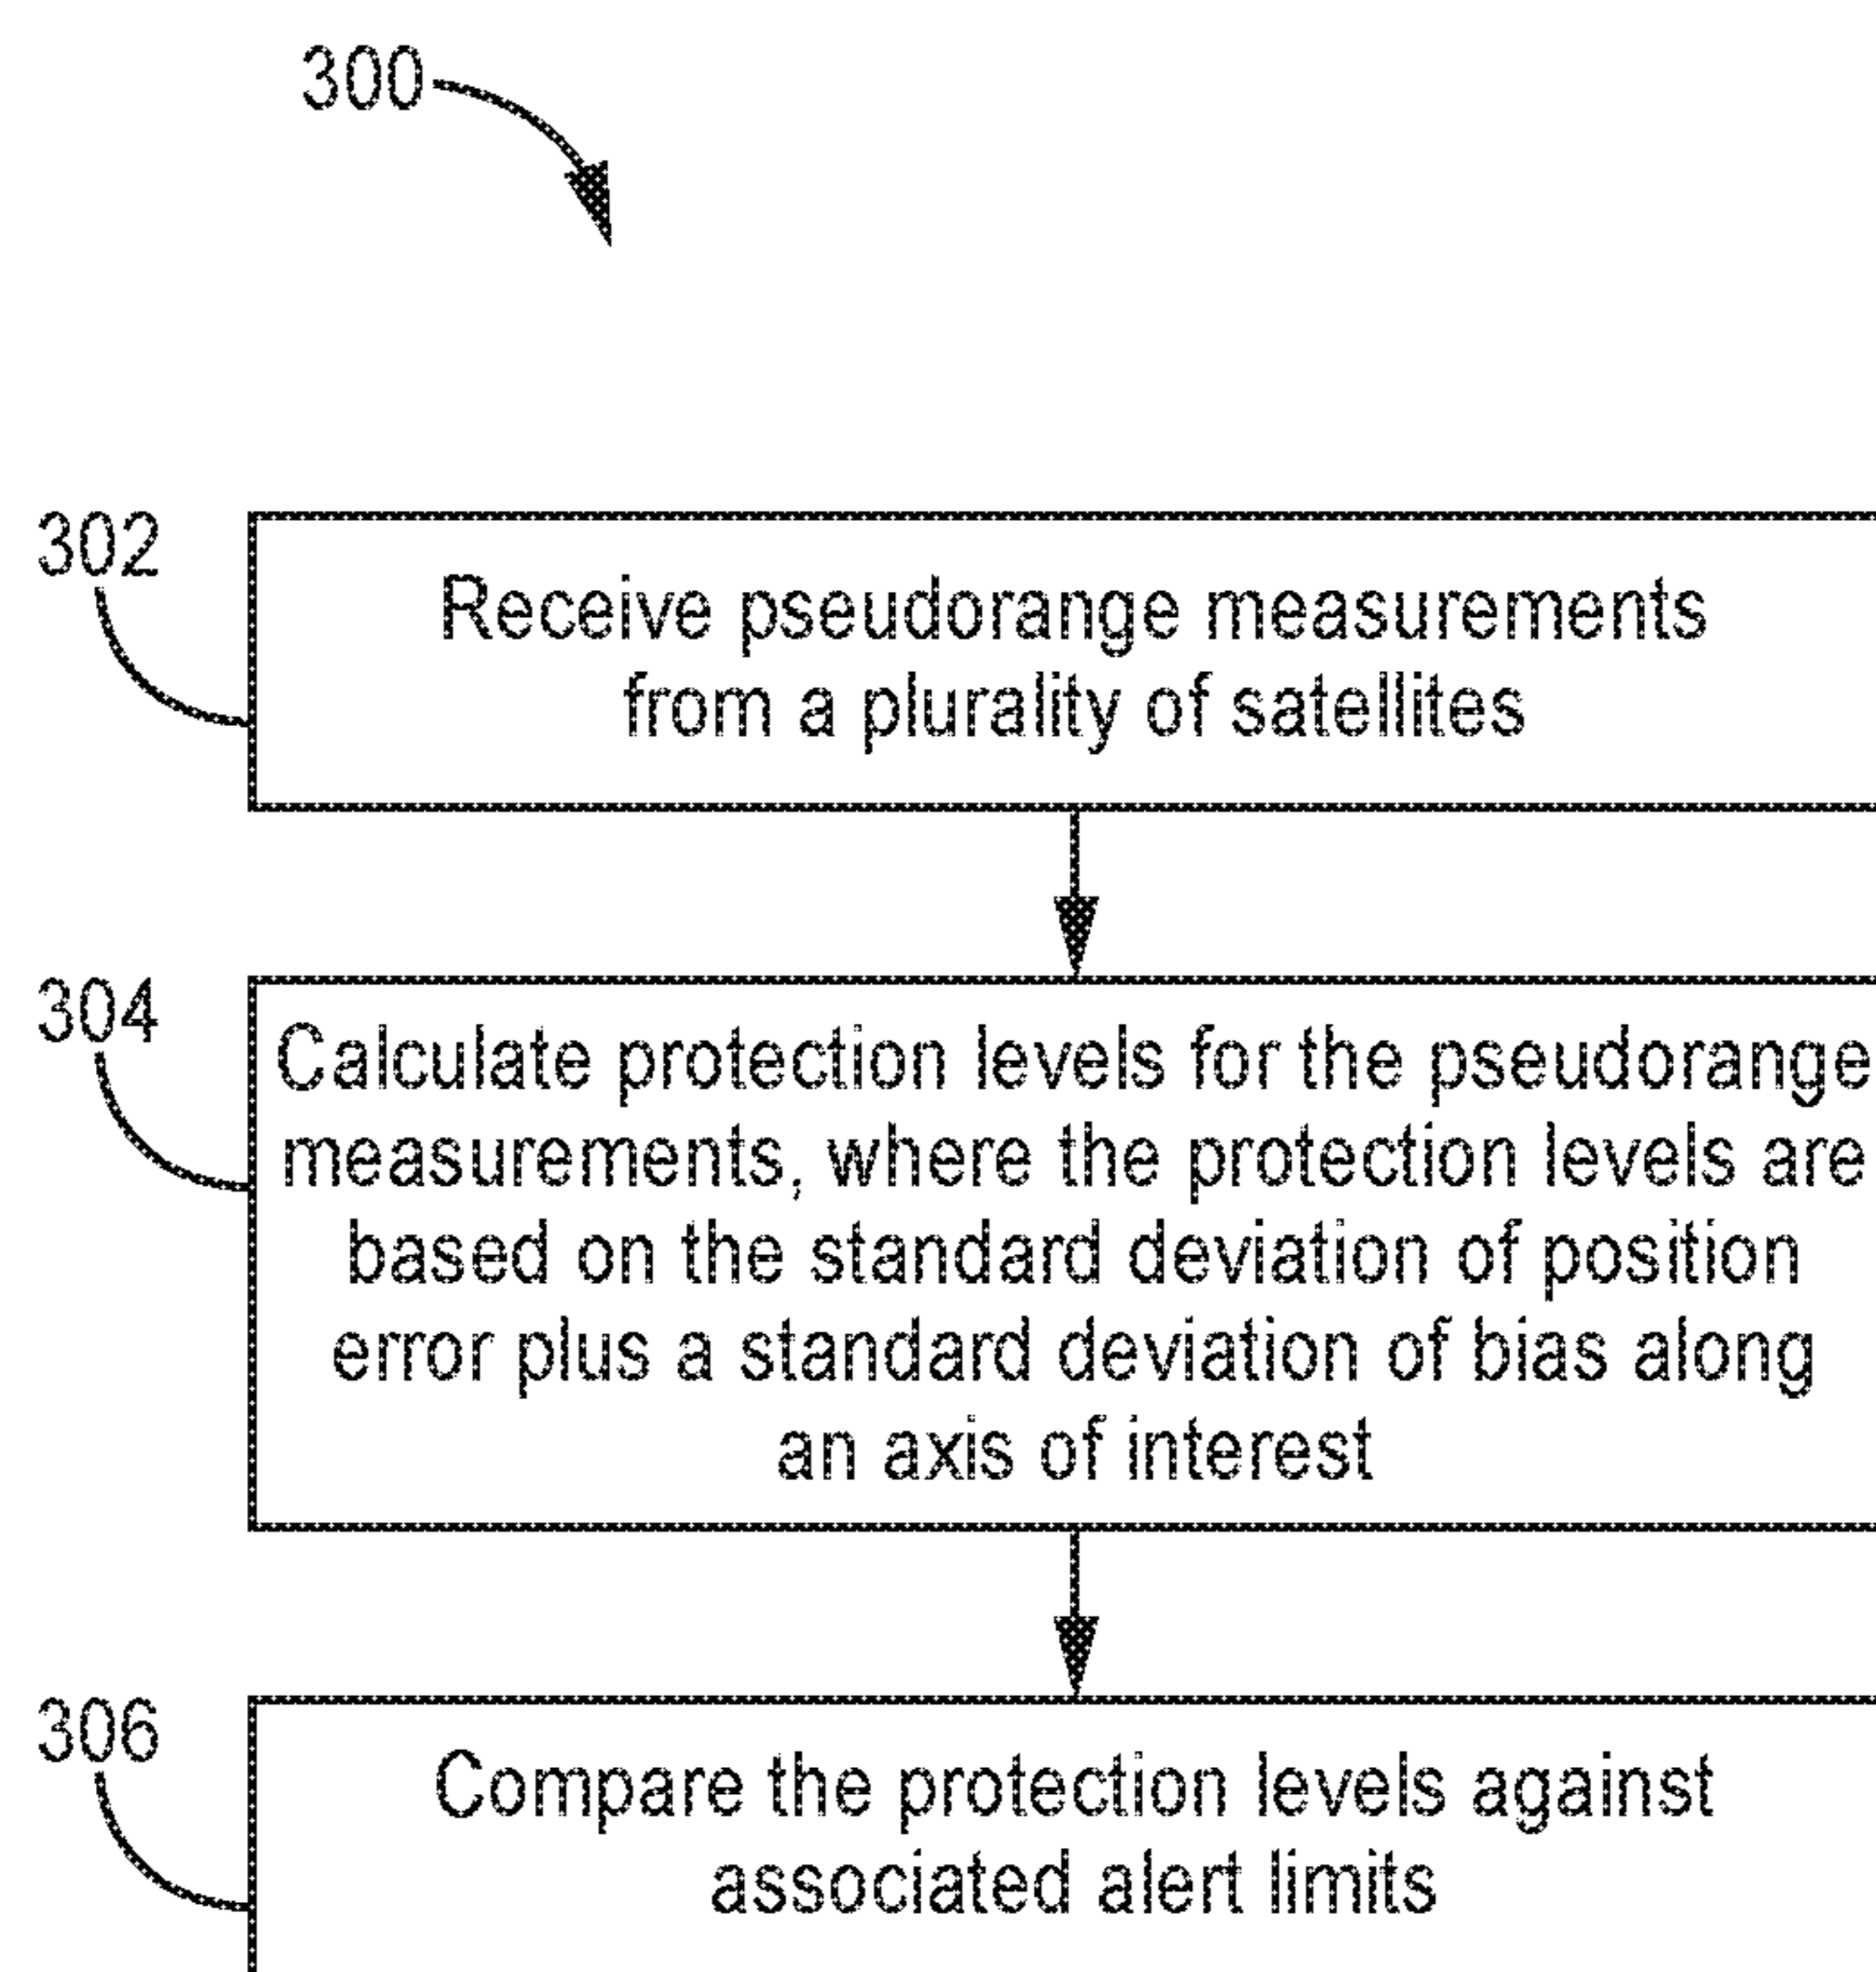 300
302
Receive pseudorange measurements
from a plurality of satellites
304
Calculate protection levels for the pseudorange
measurements, where the protection levels are
based on the standard deviation of position
error plus a standard deviation of bias along
an axis of interest
306
Compare the protection levels against
associated alert limits